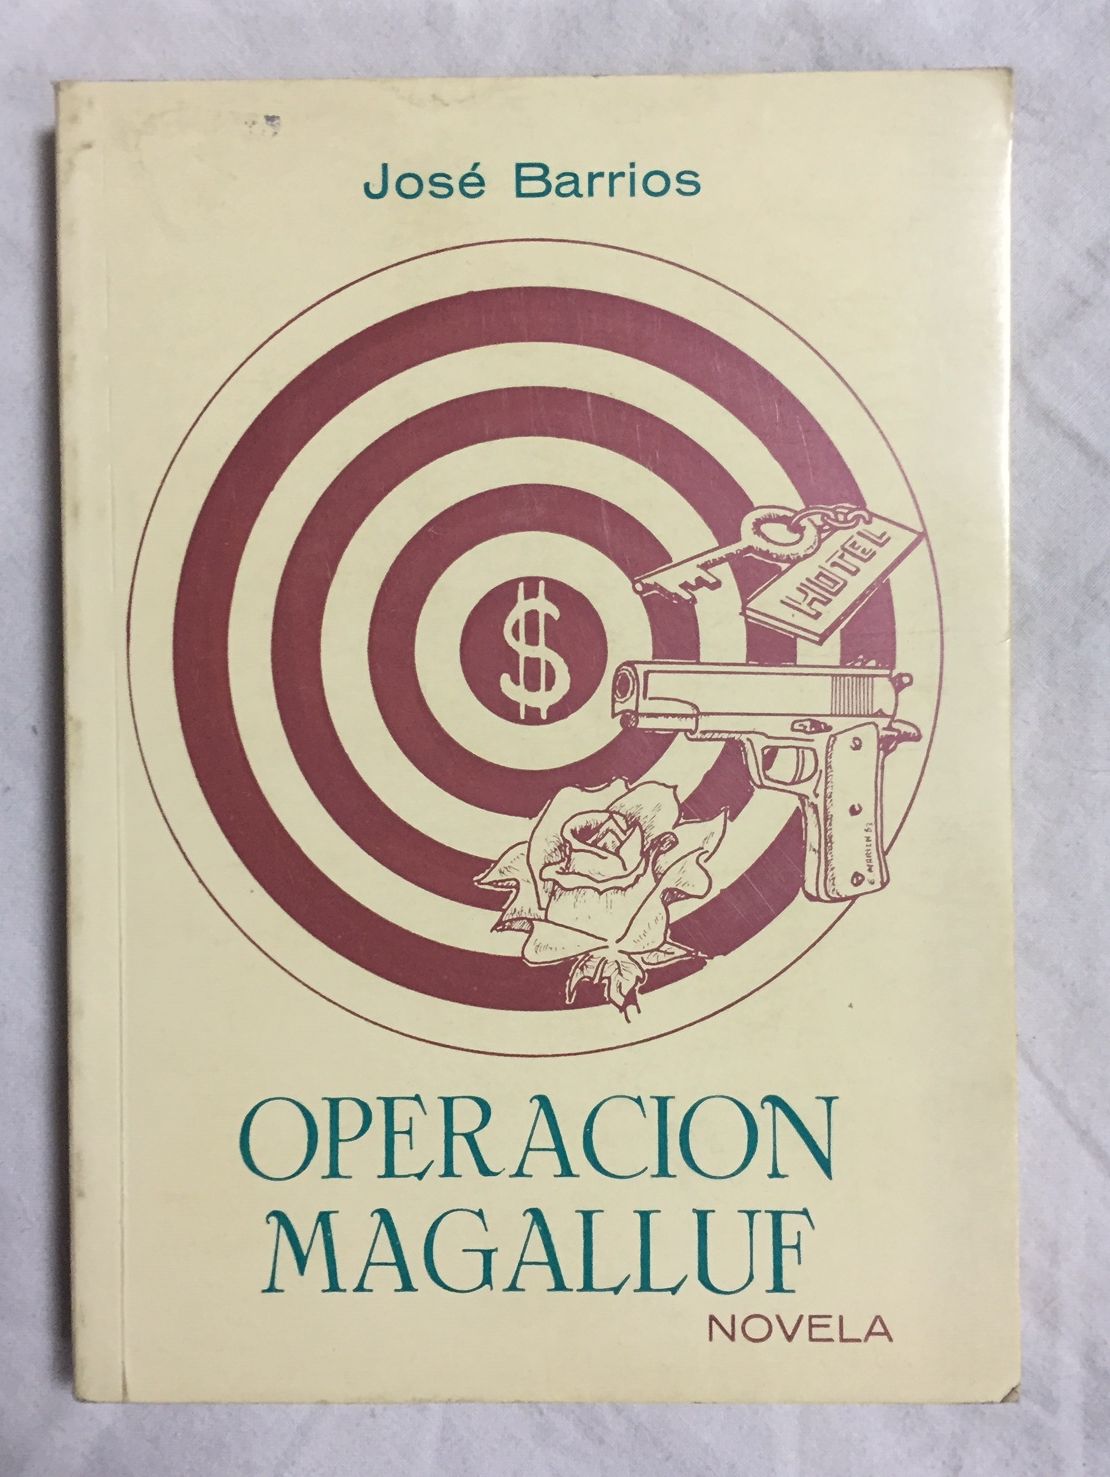 José Barrios
HOTEL
$
OPERACION
MAGALLUF
NOVELA